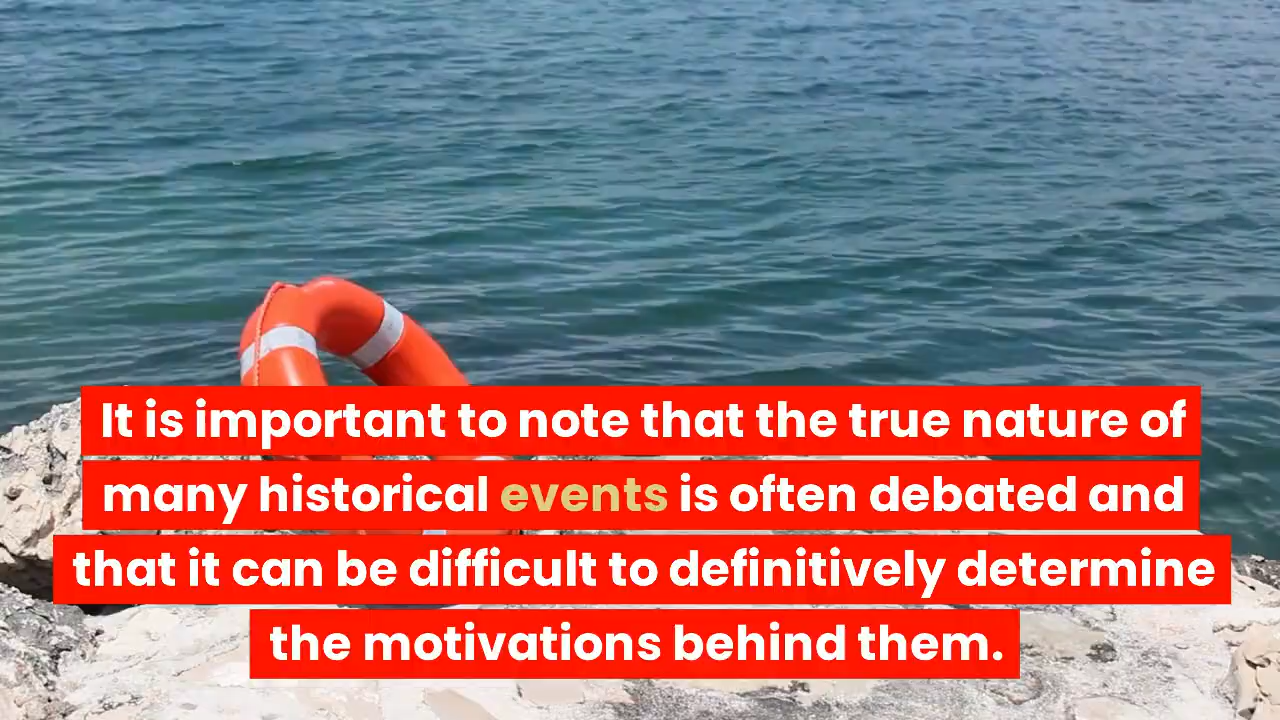 It is important to note that the true nature of
many historical events is often debated and
that it can be difficult to definitively determine
the motivations behind them.